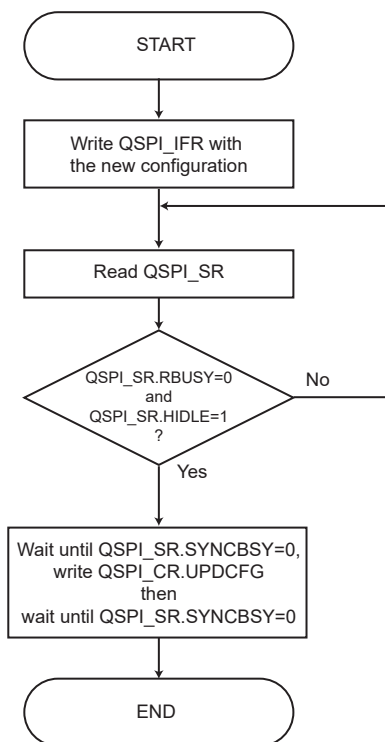 START
Write QSPI_IFR with
the new configuration
Read QSPI_SR
QSPI_SR.RBUSY=0
and
QSPI_SR.HIDLE=1
?
No
Yes
Wait until QSPI_SR.SYNCBSY=0,
write QSPI_CR.UPDCFG
then
wait until QSPI_SR.SYNCBSY=0
END